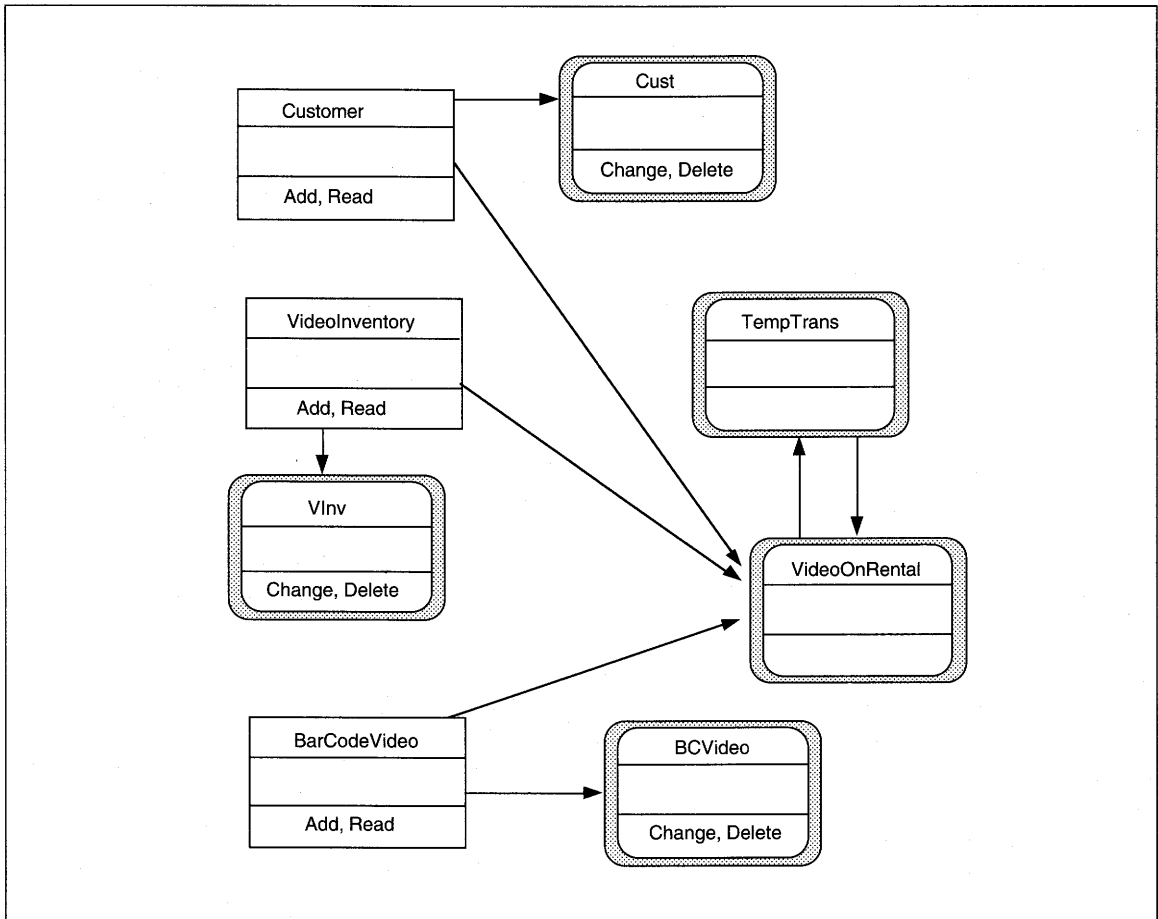 Cust
Change, Delete
Customer
Add, Read
VideoInventory
Add, Read
TempTrans
VInv
Change, Delete
VideoOnRental
BarCodeVideo
Add, Read
BCVideo
Change, Delete